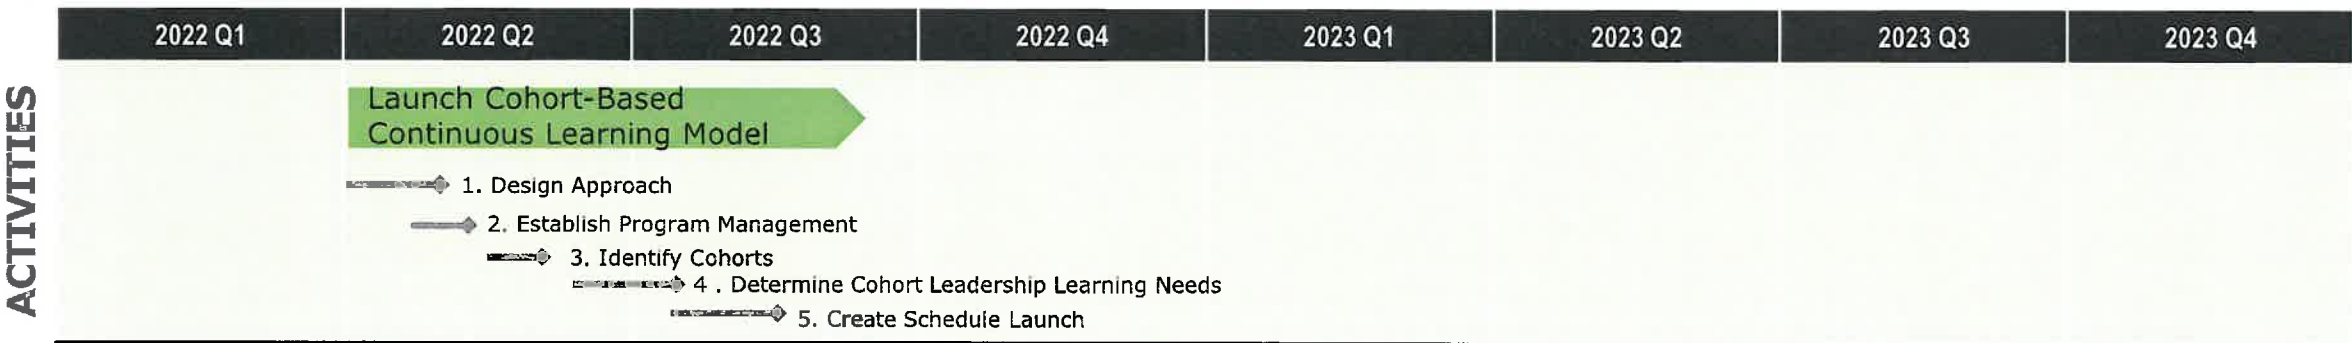 2022 Q1
2022 Q2
2022 Q3
2022 Q4
2023 Q1
2023 Q2
2023 Q3
2023 Q4
ACTIVITIES
Launch Cohort-Based
Continuous Learning Model
1. Design Approach
2. Establish Program Management
3. Identify Cohorts
4 . Determine Cohort Leadership Learning Needs
5. Create Schedule Launch